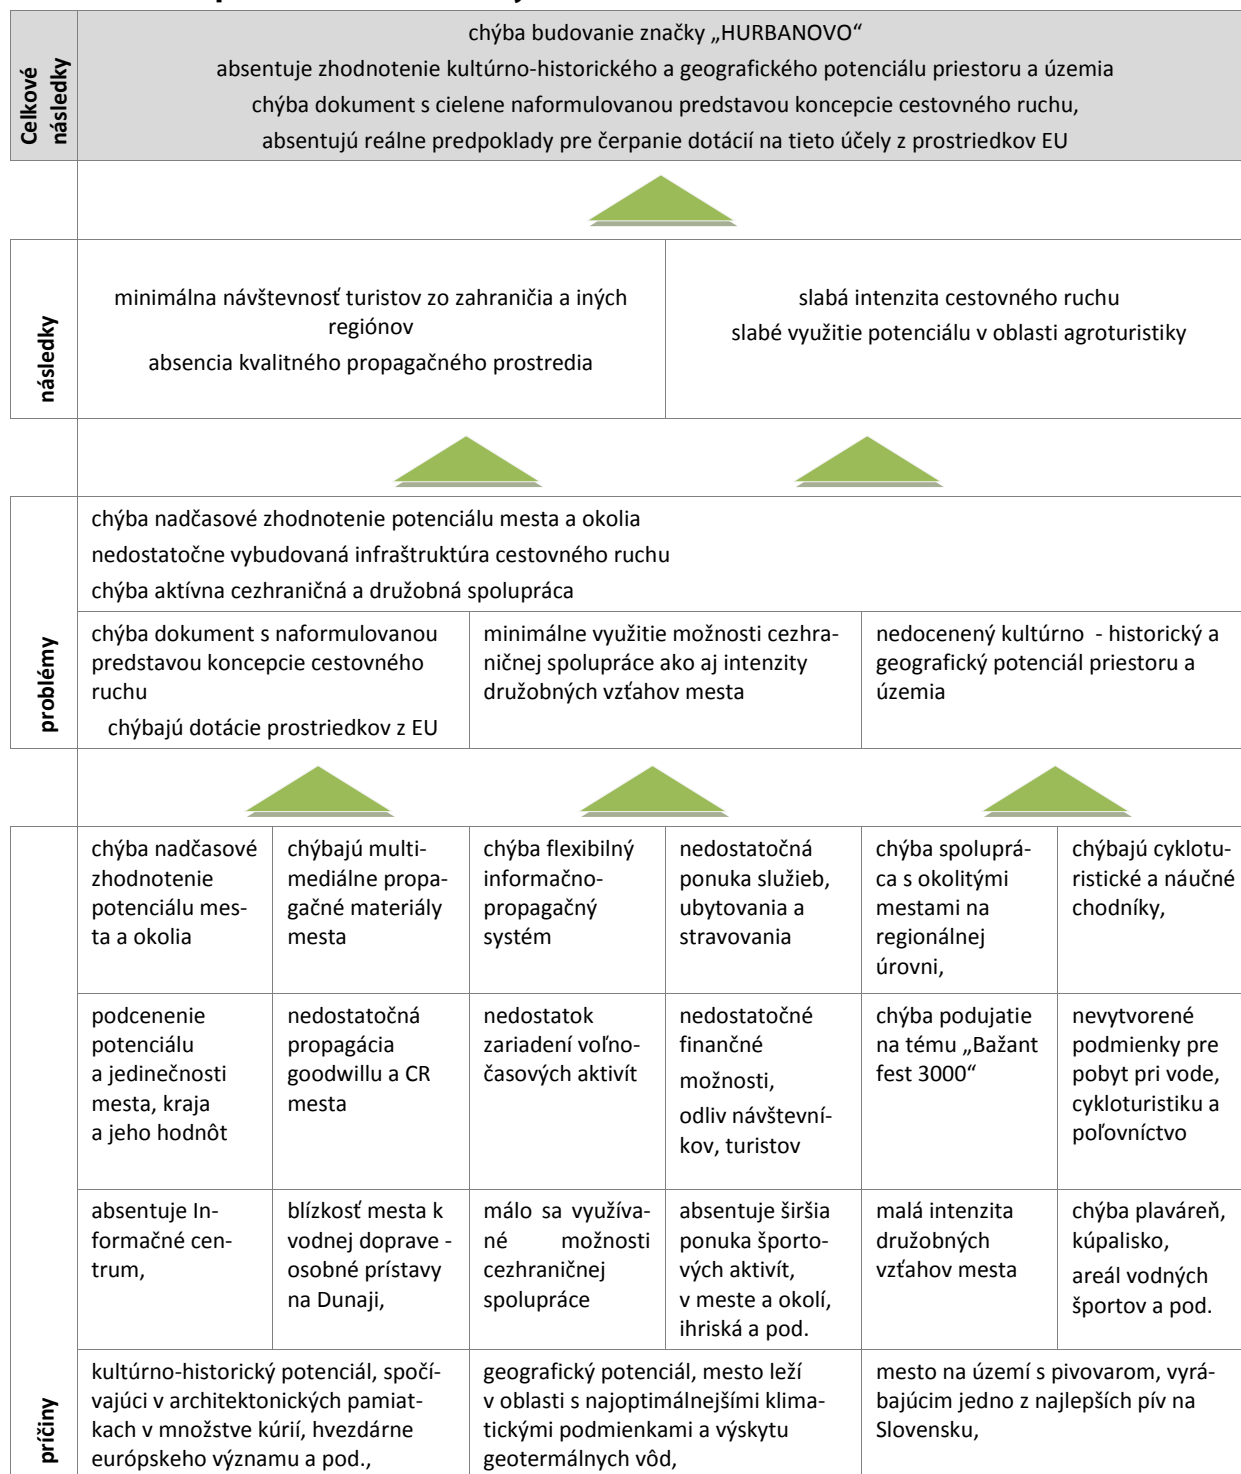 Celkové
následky
chýba budovanie značky „HURBANOVO“
absentuje zhodnotenie kultúrno-historického a geografického potenciálu priestoru a územia
chýba dokument s cielene naformulovanou predstavou koncepcie cestovného ruchu,
absentujú reálne predpoklady pre čerpanie dotácií na tieto účely z prostriedkov EU
následky
minimálna návštevnosť turistov zo zahraničia a iných
regiónov
absencia kvalitného propagačného prostredia
slabá intenzita cestovného ruchu
slabé využitie potenciálu v oblasti agroturistiky
problémy
chýba nadčasové zhodnotenie potenciálu mesta a okolia
nedostatočne vybudovaná infraštruktúra cestovného ruchu
chýba aktívna cezhraničná a družobná spolupráca
chýba dokument s naformulovanou
predstavou koncepcie cestovného
ruchu
chýbajú dotácie prostriedkov z EU
minimálne využitie možnosti cezhra-
ničnej spolupráce ako aj intenzity
družobných vzťahov mesta
nedocenený kultúrno - historický a
geografický potenciál priestoru a
územia
príčiny
chýba nadčasové
zhodnotenie
potenciálu mes-
ta a okolia
chýbajú multi-
mediálne propa-
gačné materiály
mesta
chýba flexibilný
informačno-
propagačný
systém
nedostatočná
ponuka služieb,
ubytovania a
stravovania
chýba spoluprá-
ca s okolitými
mestami na
regionálnej
úrovni,
chýbajú cyklotu-
ristické a náučné
chodníky,
podcenenie
potenciálu
a jedinečnosti
mesta, kraja
a jeho hodnôt
nedostatočná
propagácia
goodwillu a CR
mesta
nedostatok
zariadení voľno-
časových aktivít
nedostatočné
finančné
možnosti,
odliv návštevní-
kov, turistov
chýba podujatie
na tému „Bažant
fest 3000“
nevytvorené
podmienky pre
pobyt pri vode,
cykloturistiku a
poľovníctvo
absentuje In-
formačné cen-
trum,
blízkosť mesta k
vodnej doprave -
osobné prístavy
na Dunaji,
málo sa využíva-
né možnosti
cezhraničnej
spolupráce
absentuje širšia
ponuka športo-
vých aktivít,
v meste a okolí,
ihriská a pod.
malá intenzita
družobných
vzťahov mesta
chýba plaváreň,
kúpalisko,
areál vodných
športov a pod.
kultúrno-historický potenciál, spočí-
vajúci v architektonických pamiat-
kach v množstve kúrií, hvezdárne
európskeho významu a pod.,
geografický potenciál, mesto leží
v oblasti s najoptimálnejšími klima-
tickými podmienkami a výskytu
geotermálnych vôd,
mesto na území s pivovarom, vyrá-
bajúcim jedno z najlepších pív na
Slovensku,